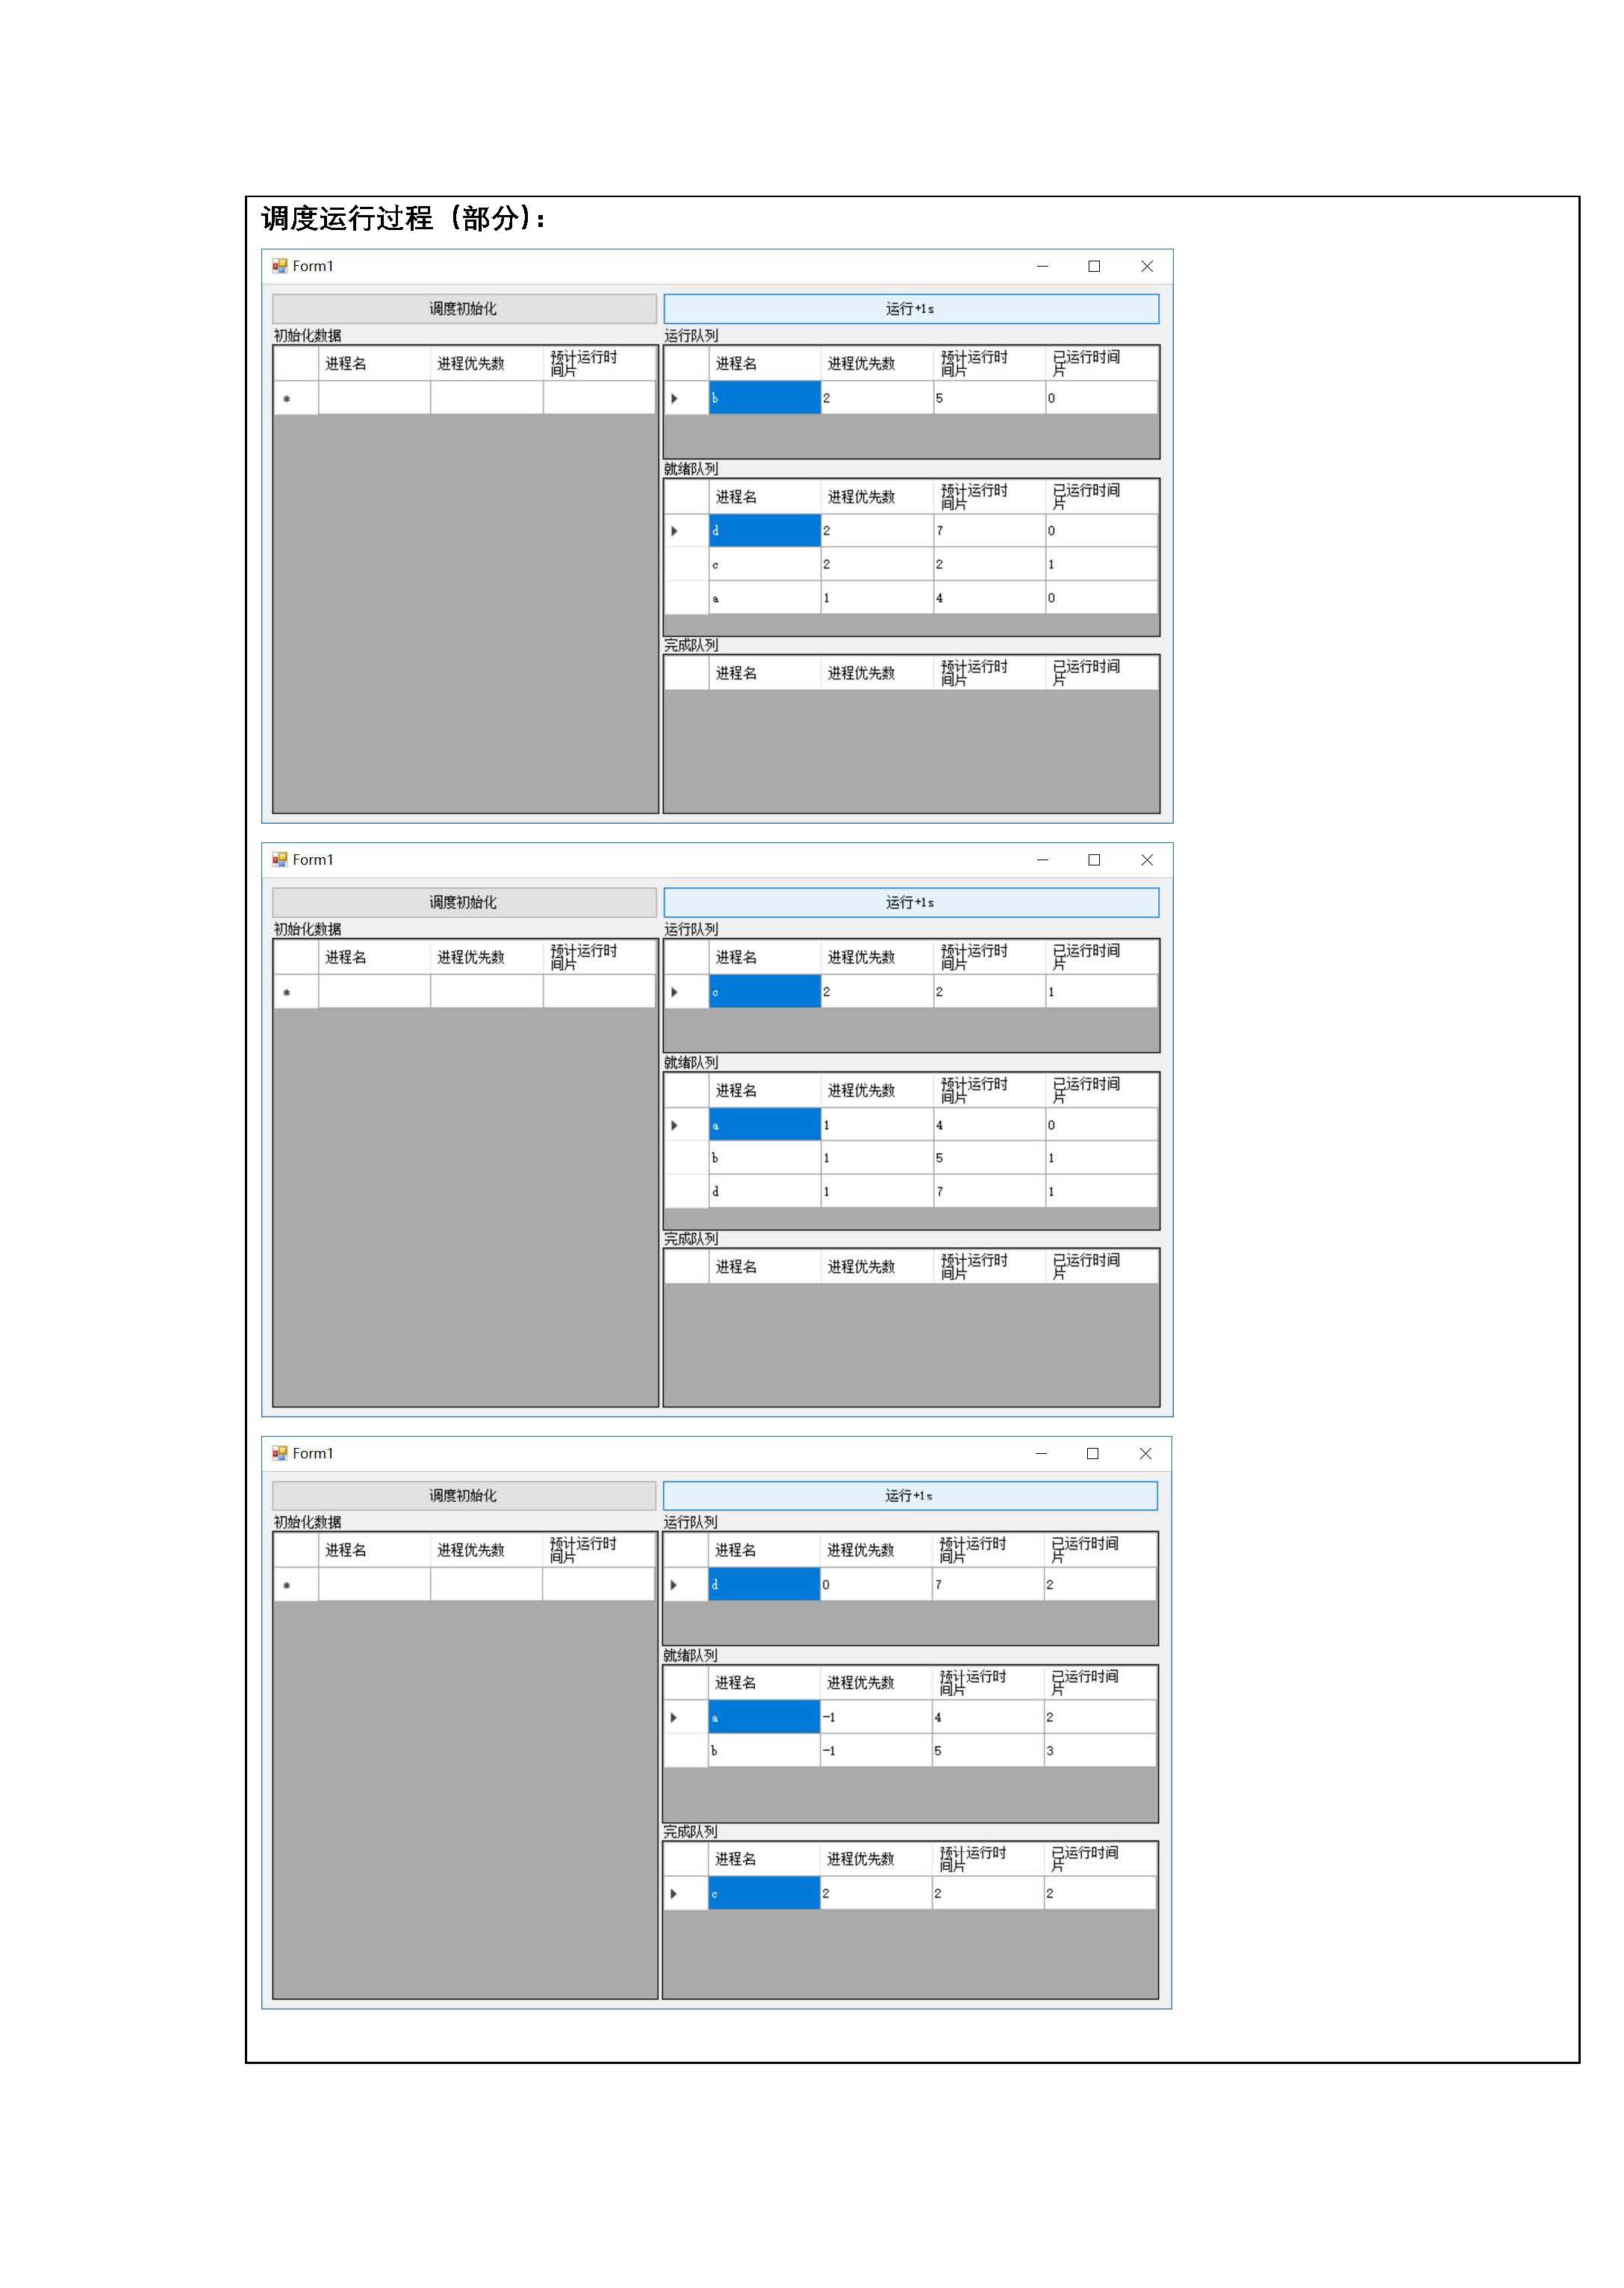 调度运行过程（部分）：
Form1
调度初始化 运行+1s
初始化数据 运行队列
进程名 进程优先数 预计运行时间片 进程名 进程优先数 预计运行时间片 已运行时间片
b 2 5 0
就绪队列
进程名 进程优先数 预计运行时间片 已运行时间片
d 2 7 0
c 2 2 1
a 1 4 0
完成队列
进程名 进程优先数 预计运行时间片 已运行时间片
Form1
调度初始化 运行+1s
初始化数据 运行队列
进程名 进程优先数 预计运行时间片 进程名 进程优先数 预计运行时间片 已运行时间片
c 2 2 1
就绪队列
进程名 进程优先数 预计运行时间片 已运行时间片
a 1 4 0
b 1 5 1
d 1 7 1
完成队列
进程名 进程优先数 预计运行时间片 已运行时间片
Form1
调度初始化 运行+1s
初始化数据 运行队列
进程名 进程优先数 预计运行时间片 进程名 进程优先数 预计运行时间片 已运行时间片
d 0 7 2
就绪队列
进程名 进程优先数 预计运行时间片 已运行时间片
a -1 4 2
b -1 5 3
完成队列
进程名 进程优先数 预计运行时间片 已运行时间片
c 2 2 2